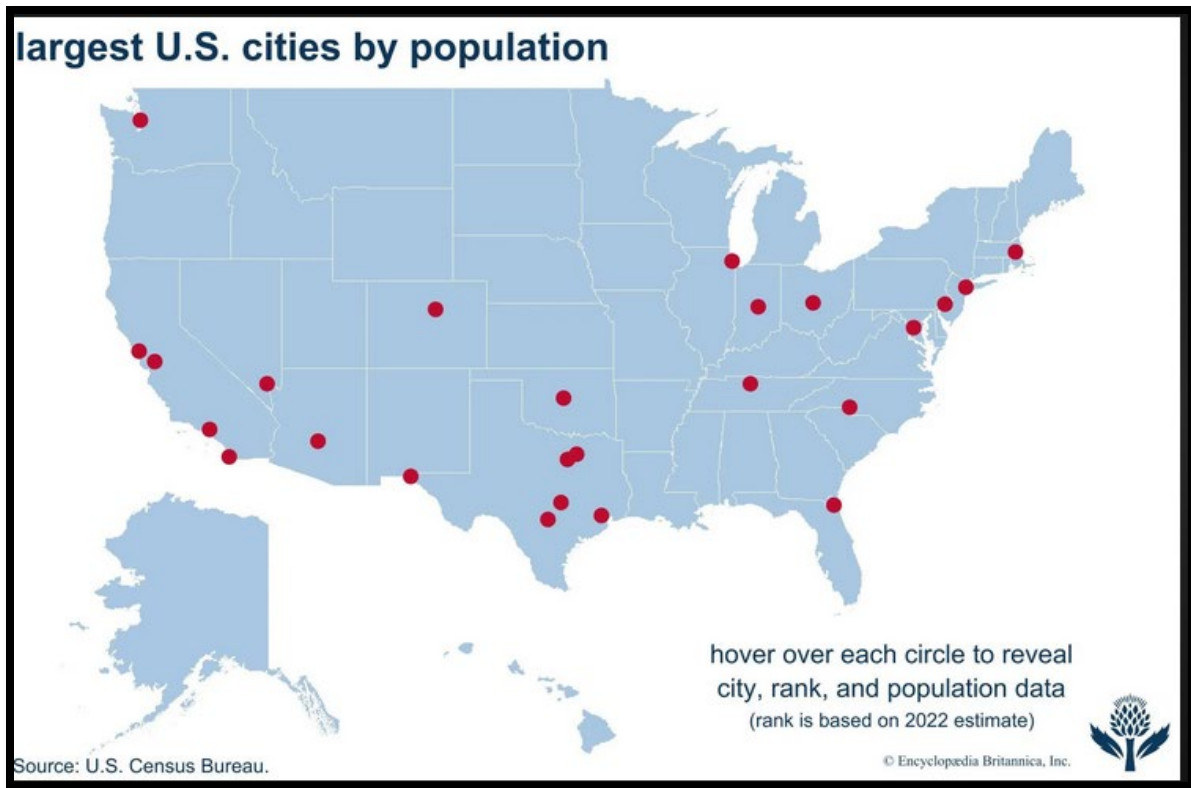 largest U.S. cities by population
hover over each circle to reveal
city, rank, and population data
(rank is based on 2022 estimate)
Source: U.S. Census Bureau.
© Encyclopædia Britannica, Inc.